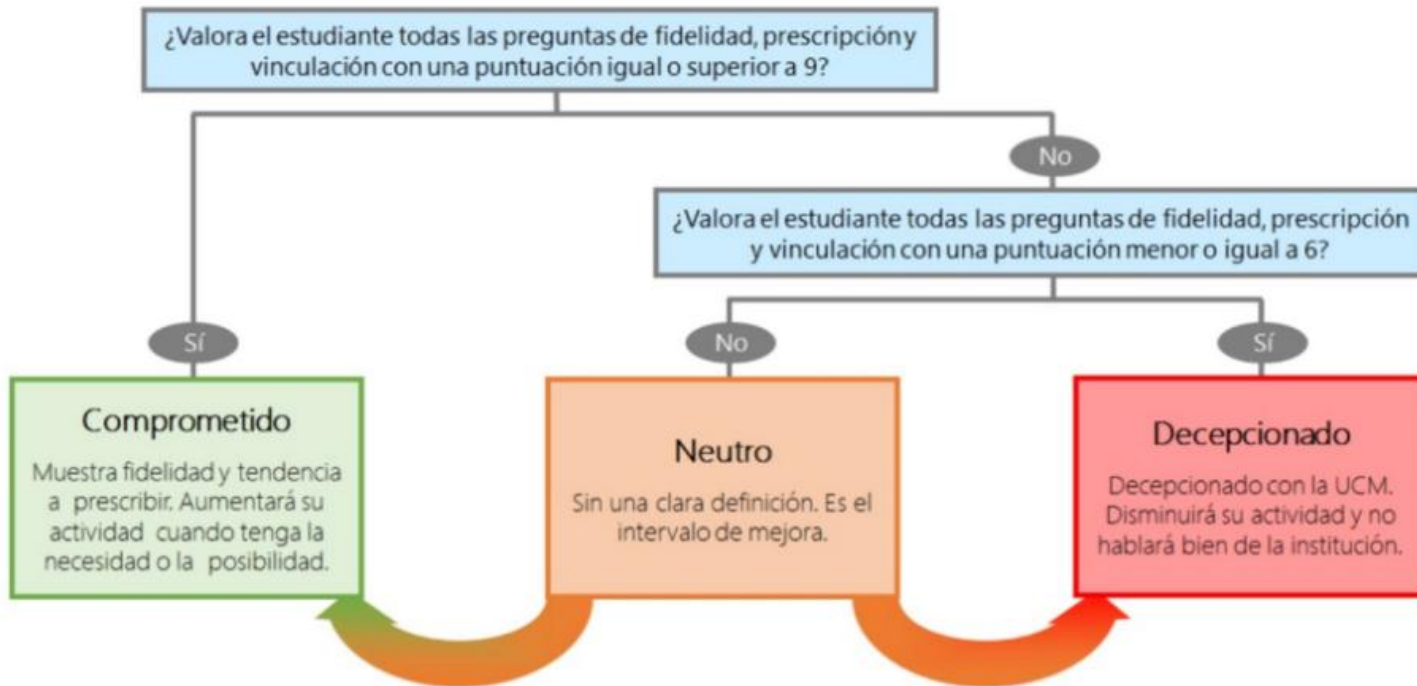 ¿Valora el estudiante todas las preguntas de fidelidad, prescripción y
vinculación con una puntuación igual o superior a 9?
No
¿Valora el estudiante todas las preguntas de fidelidad, prescripción
y vinculación con una puntuación menor o igual a 6?
Sí
No
Sí
Comprometido
Muestra fidelidad y tendencia
a prescribir. Aumentará su
actividad cuando tenga la
necesidad o la posibilidad.
Neutro
Sin una clara definición. Es el
intervalo de mejora.
Decepcionado
Decepcionado con la UCM.
Disminuirá su actividad y no
hablará bien de la institución.